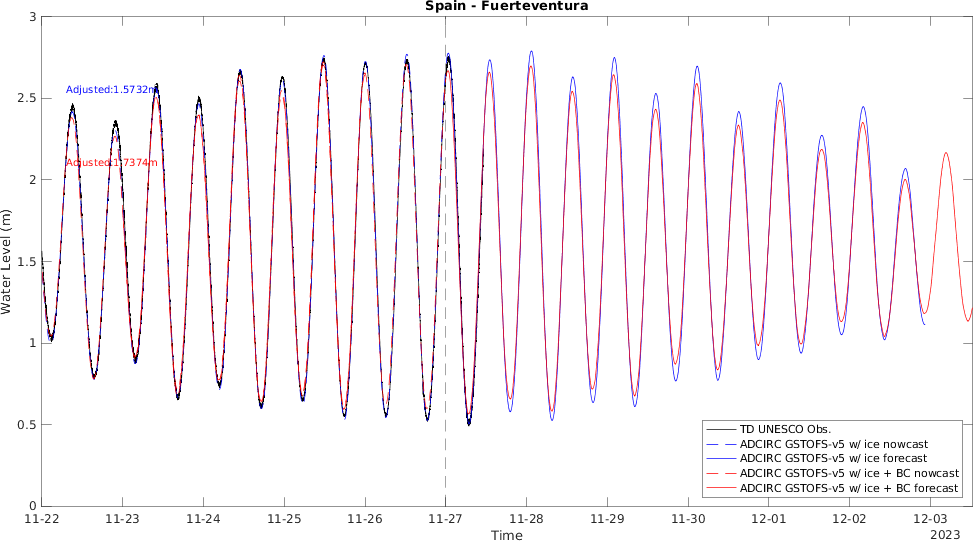 Spain - Fuerteventura
3
2.5
2
1.5
1
0.5
0
Water Level (m)
Adjusted:1.5732m
Adjusted:1.7374m
TD UNESCO Obs.
ADCIRC GSTOFS-v5 w/ ice nowcast
ADCIRC GSTOFS-v5 w/ ice forecast
ADCIRC GSTOFS-v5 w/ ice + BC nowcast
ADCIRC GSTOFS-v5 w/ ice + BC forecast
11-22 11-23 11-24 11-25 11-26 11-27 11-28 11-29 11-30 12-01 12-02 12-03
Time
2023